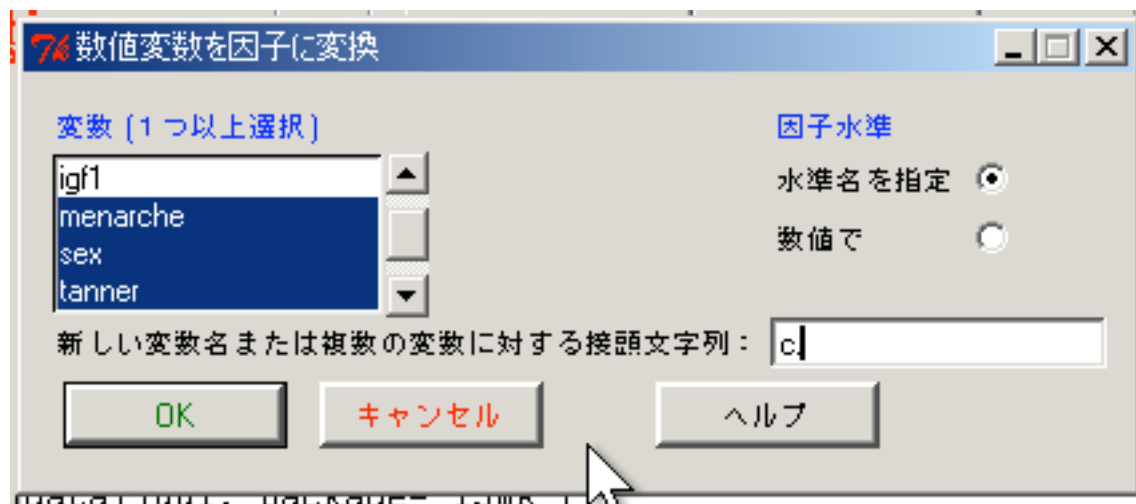 数値変数を因子に変換
変数 (1 つ以上選択)
因子水準
igf1
menarche
sex
tanner
水準名を指定
数値で
新しい変数名または複数の変数に対する接頭文字列:
c.
OK
キャンセル
ヘルプ